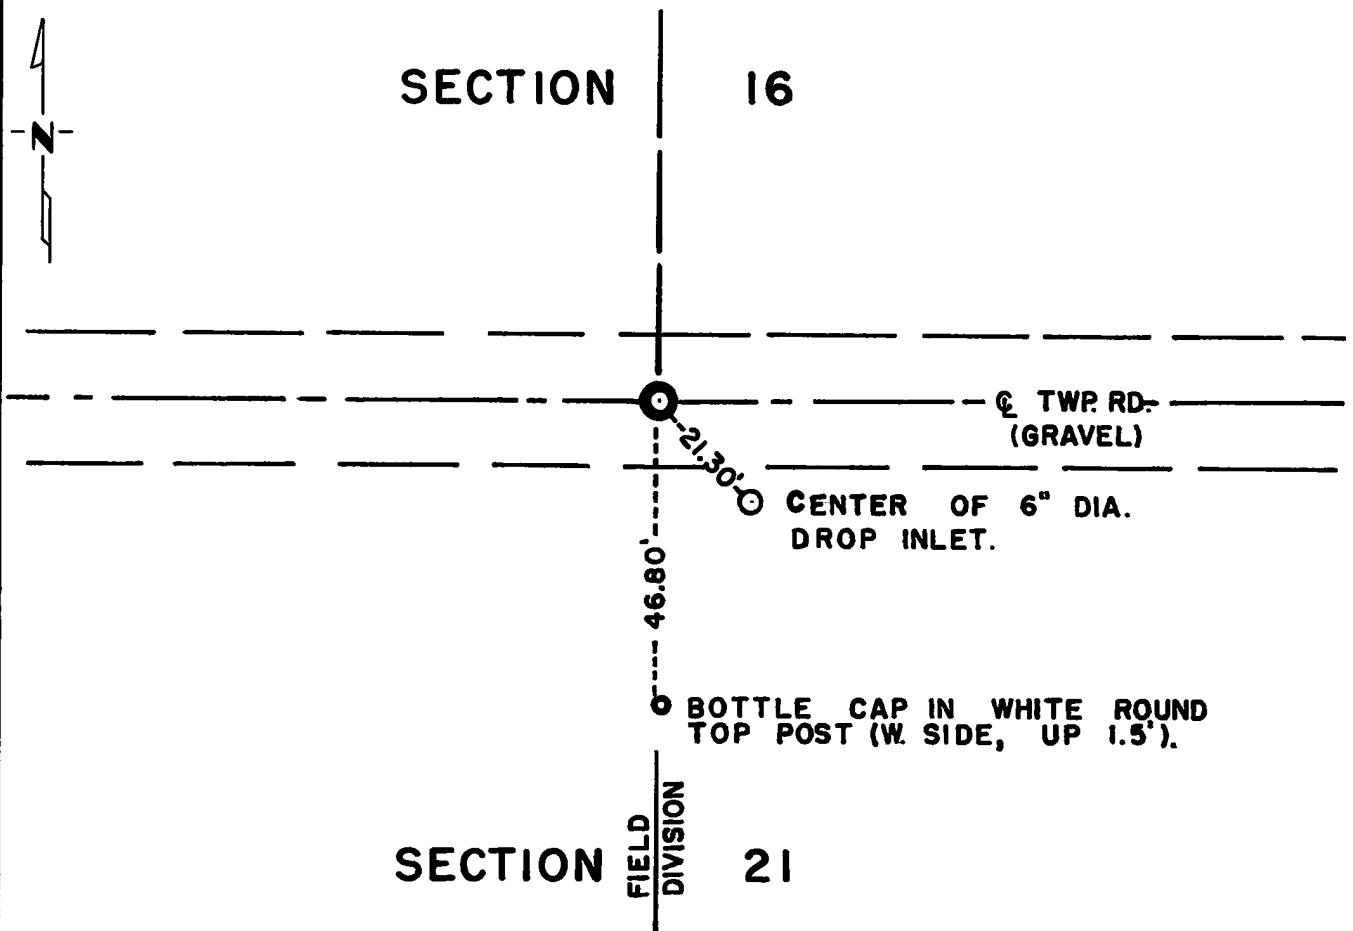 SECTION 16
N
℄ TWP. RD.
(GRAVEL)
21.30'
CENTER OF 6" DIA.
DROP INLET.
46.80'
BOTTLE CAP IN WHITE ROUND
TOP POST (W. SIDE, UP 1.5').
FIELD
DIVISION
SECTION 21